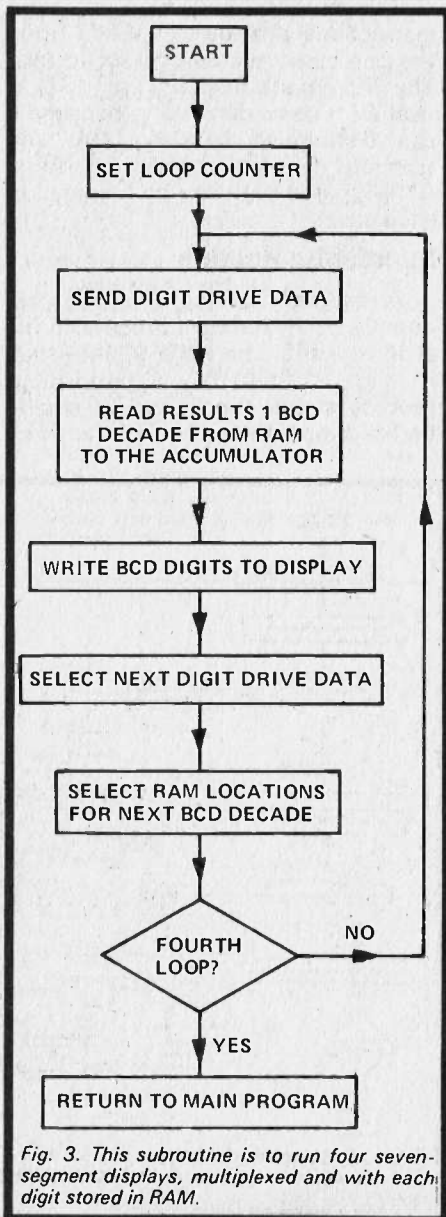 START
SET LOOP COUNTER
SEND DIGIT DRIVE DATA
READ RESULTS 1 BCD
DECADE FROM RAM
TO THE ACCUMULATOR
WRITE BCD DIGITS TO DISPLAY
SELECT NEXT DIGIT DRIVE DATA
SELECT RAM LOCATIONS
FOR NEXT BCD DECADE
FOURTH
LOOP?
NO
YES
RETURN TO MAIN PROGRAM
Fig. 3. This subroutine is to run four seven-
segment displays, multiplexed and with each
digit stored in RAM.